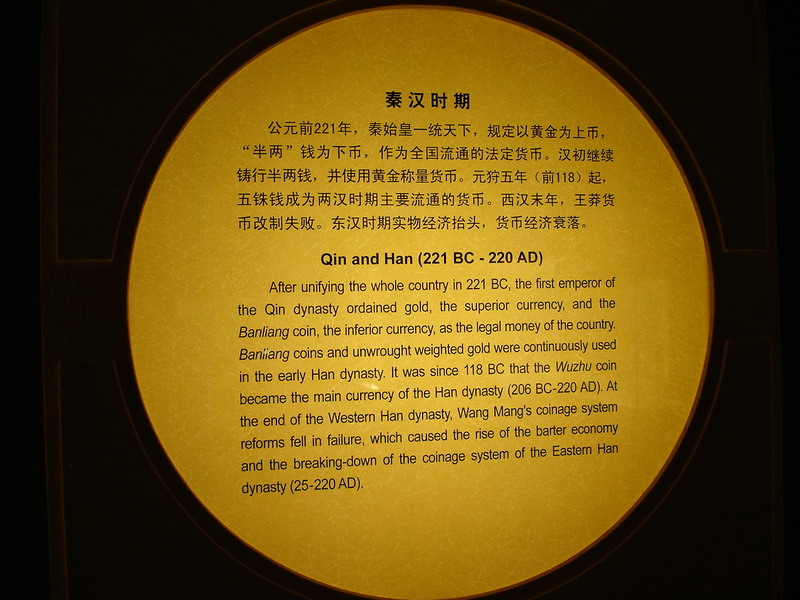 秦汉时期
公元前221年，秦始皇一统天下，规定以黄金为上币，
“半两”钱为下币，作为全国流通的法定货币。汉初继续
铸行半两钱，并使用黄金称量货币。元狩五年（前118）起，
五铢钱成为两汉时期主要流通的货币。西汉末年，王莽货
币改制失败。东汉时期实物经济抬头，货币经济衰落。
Qin and Han (221 BC - 220 AD)
After unifying the whole country in 221 BC, the first emperor of
the Qin dynasty ordained gold, the superior currency, and the
Banliang coin, the inferior currency, as the legal money of the country.
Banliang coins and unwrought weighted gold were continuously used
in the early Han dynasty. It was since 118 BC that the Wuzhu coin
became the main currency of the Han dynasty (206 BC-220 AD). At
the end of the Western Han dynasty, Wang Mang's coinage system
reforms fell in failure, which caused the rise of the barter economy
and the breaking-down of the coinage system of the Eastern Han
dynasty (25-220 AD).